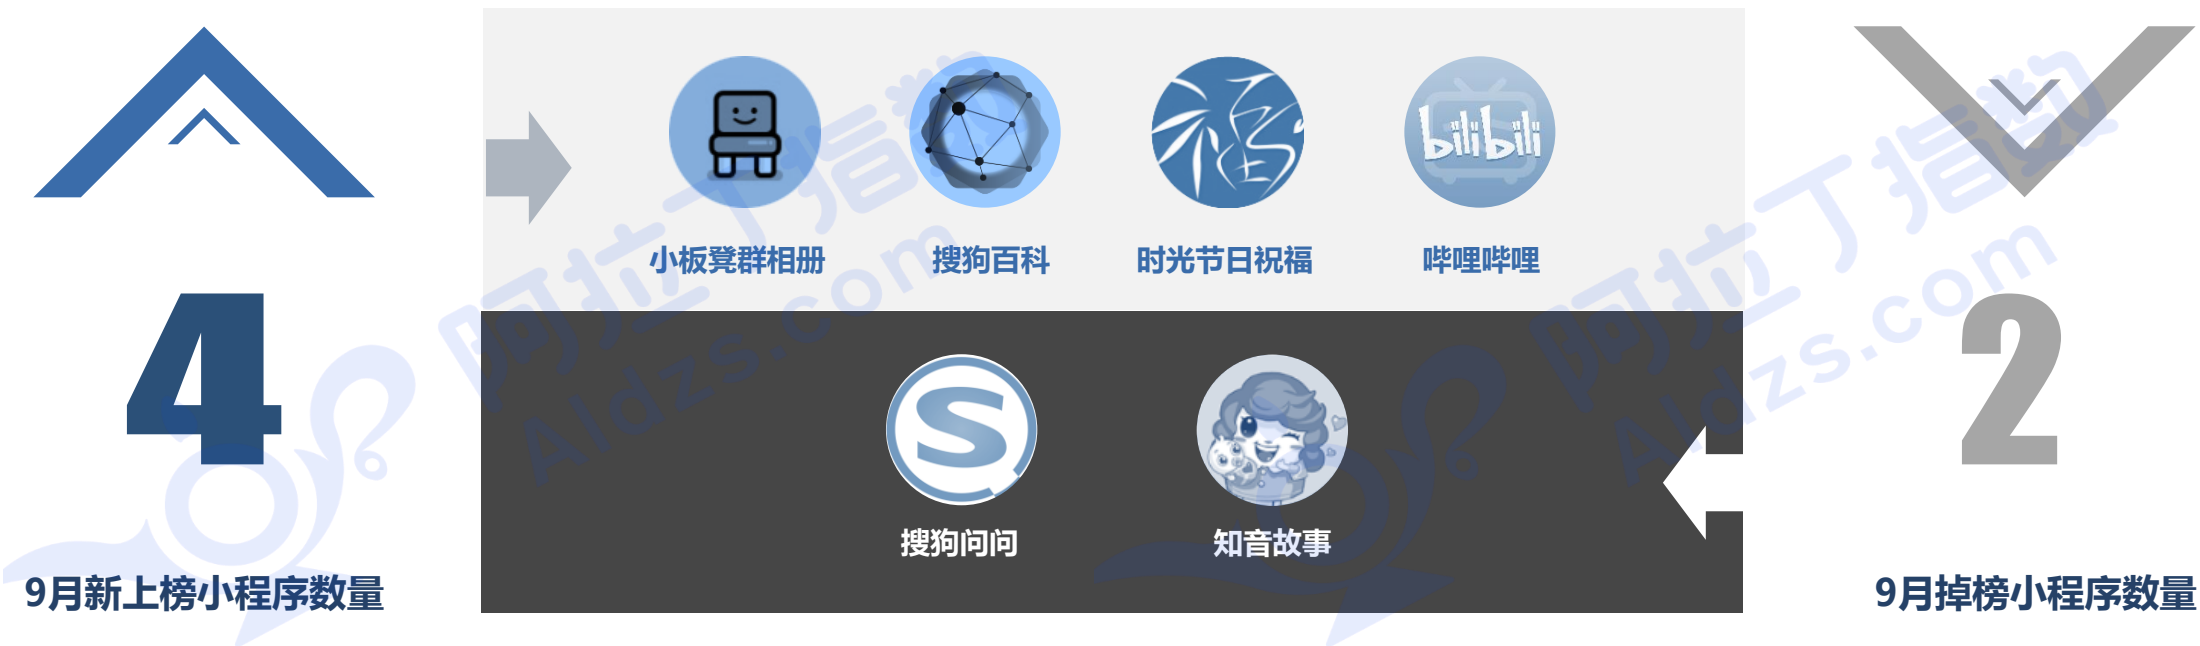 小板凳群相册
搜狗百科
时光节日祝福
bilibili
哔哩哔哩
4
9月新上榜小程序数量
S
搜狗问问
知音故事
2
9月掉榜小程序数量
阿拉丁指数
Aldzs.com
阿拉丁指数
Aldzs.com